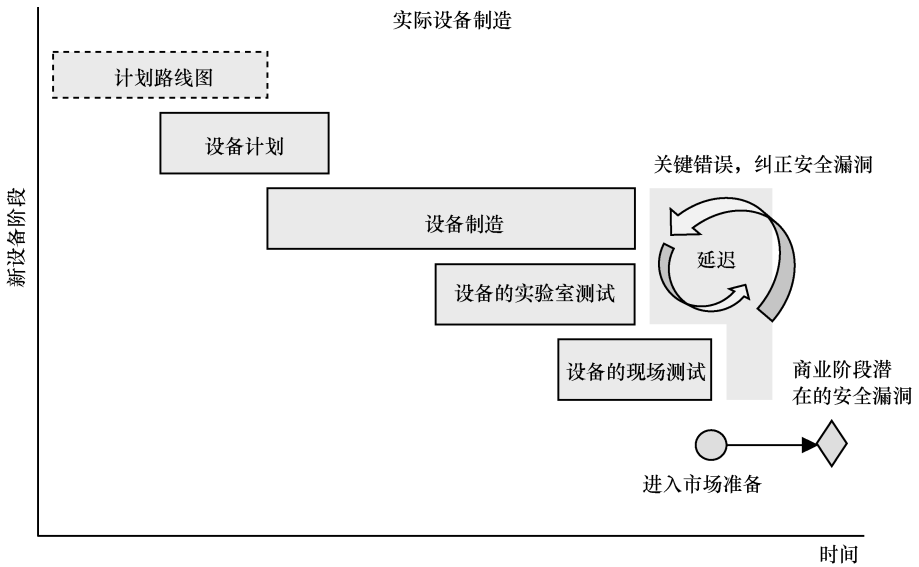 实际设备制造
计划路线图
设备计划
关键错误，纠正安全漏洞
设备制造
新设备阶段
延迟
设备的实验室测试
设备的现场测试
商业阶段潜
在的安全漏洞
进入市场准备
时间